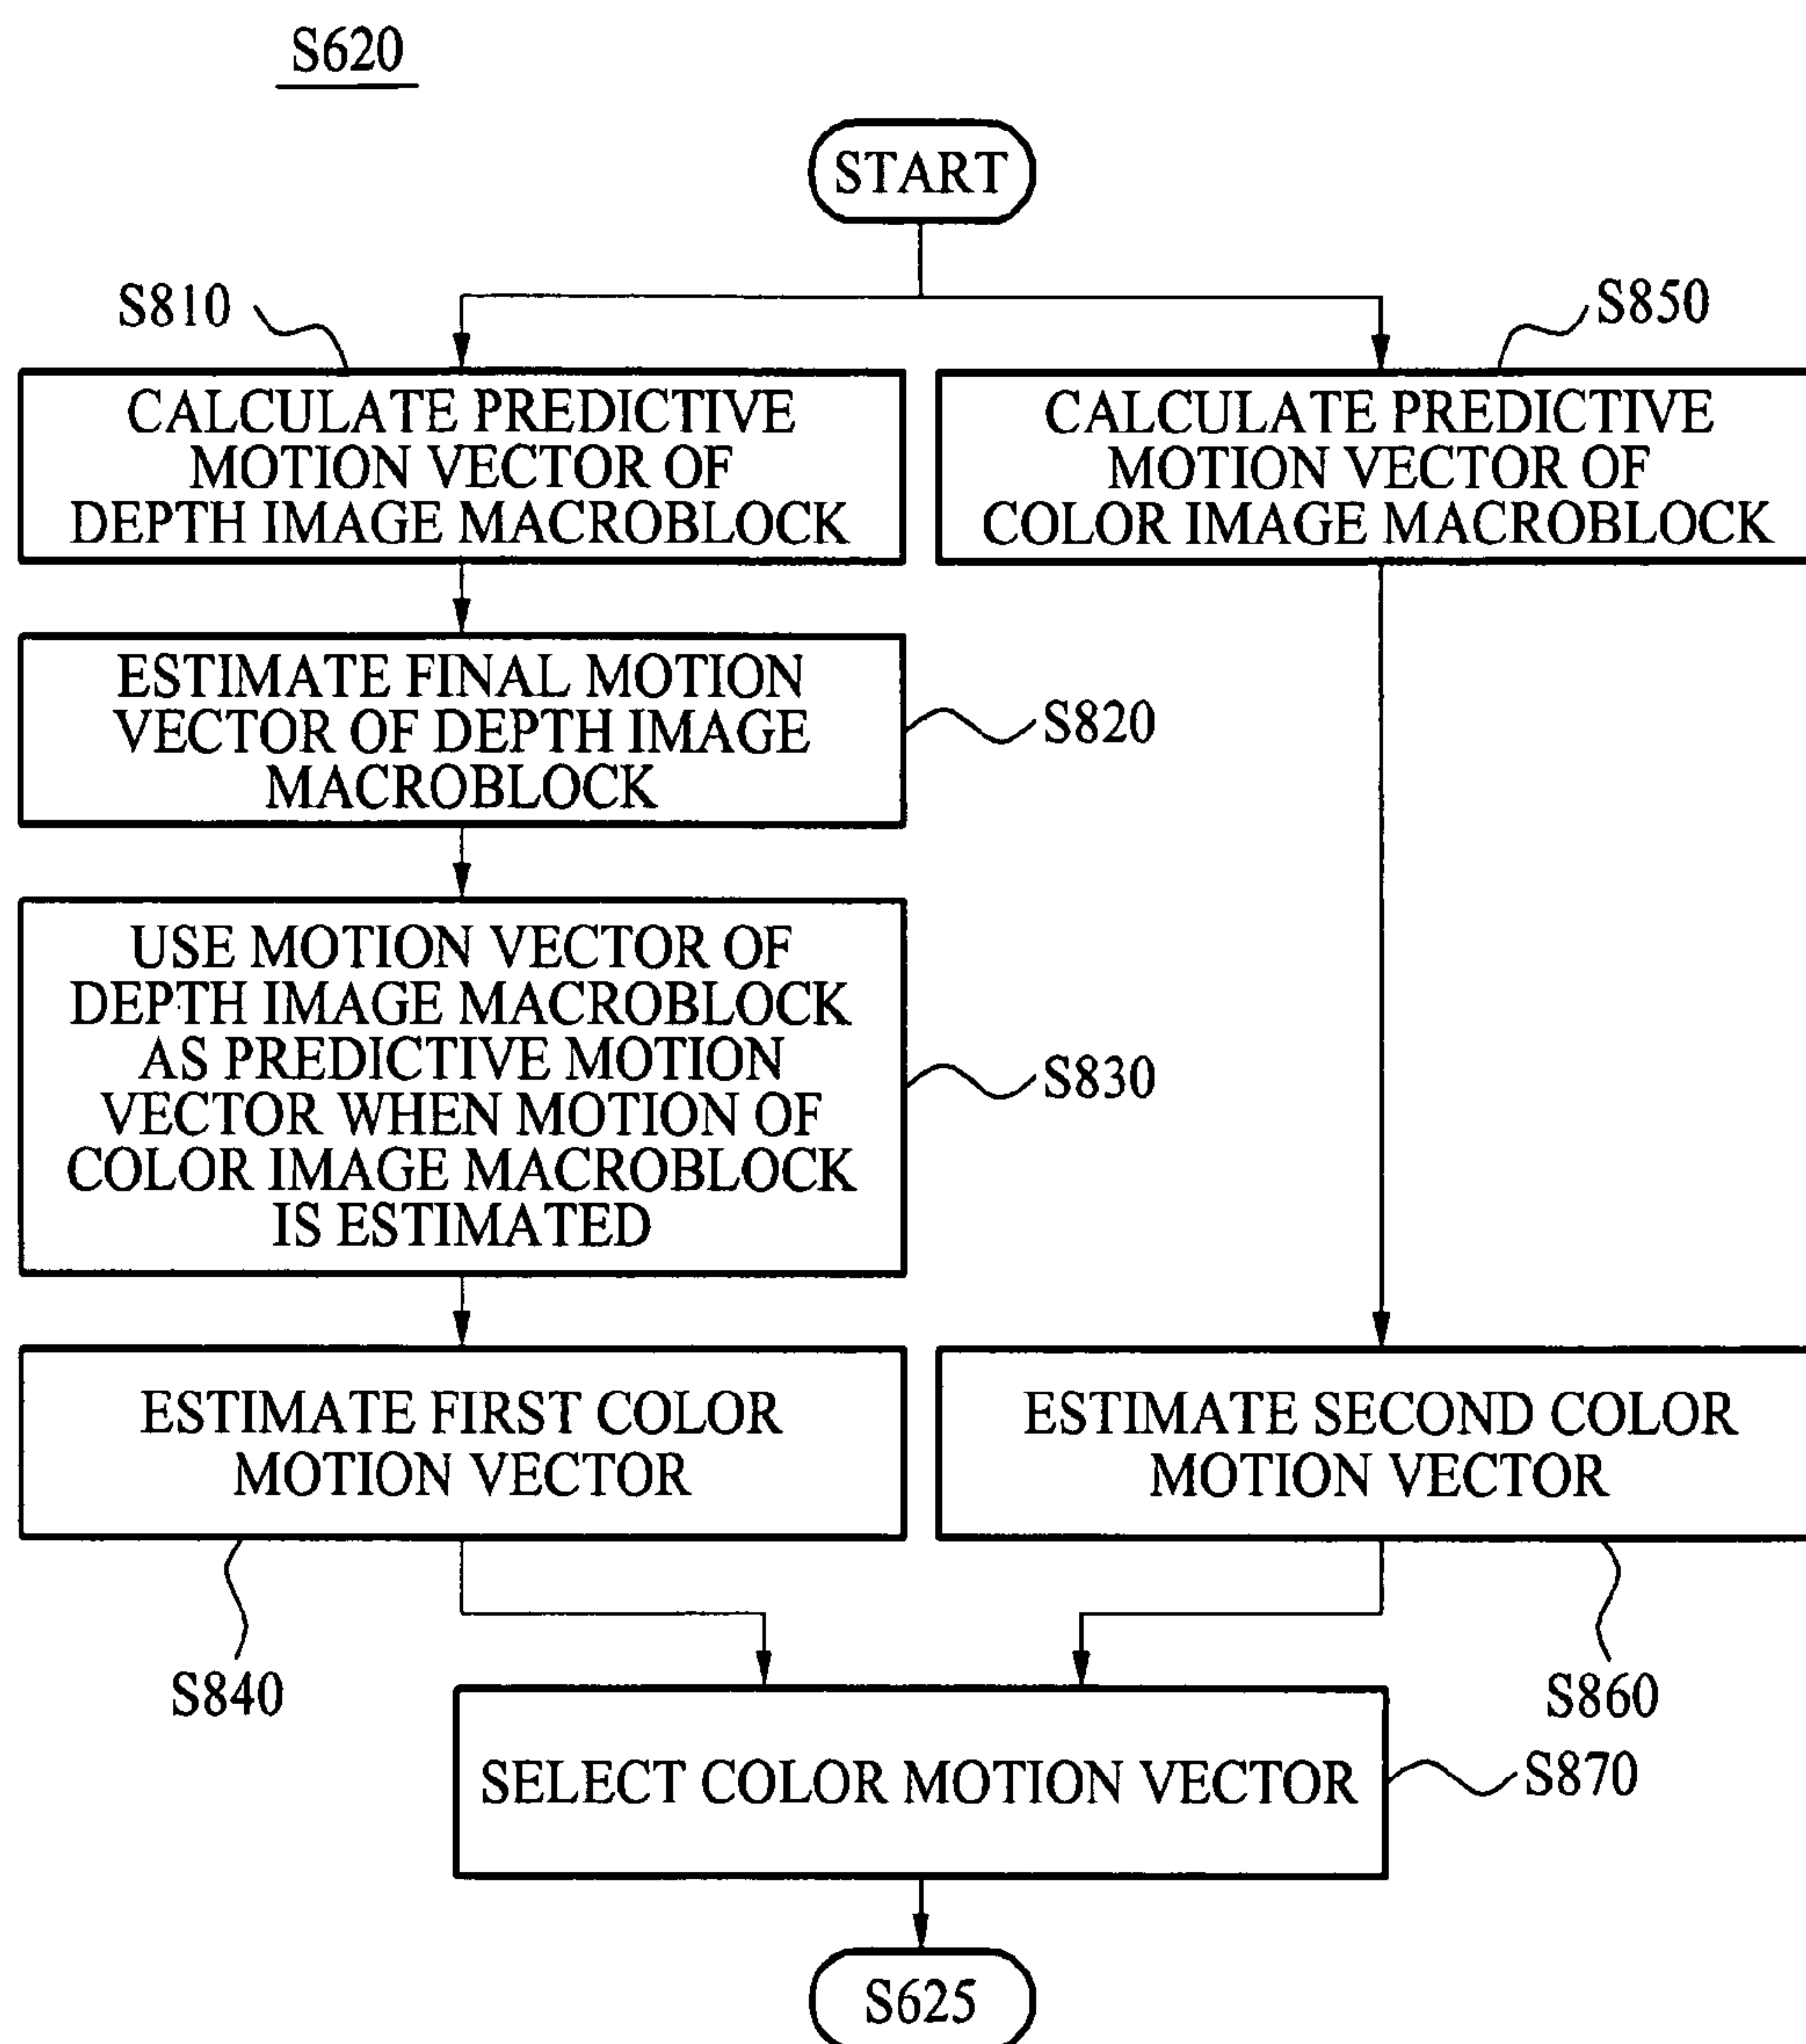 S620
START
S810
S850
CALCULATE PREDICTIVE
MOTION VECTOR OF
DEPTH IMAGE MACROBLOCK
CALCULATE PREDICTIVE
MOTION VECTOR OF
COLOR IMAGE MACROBLOCK
ESTIMATE FINAL MOTION
VECTOR OF DEPTH IMAGE
MACROBLOCK
S820
USE MOTION VECTOR OF
DEPTH IMAGE MACROBLOCK
AS PREDICTIVE MOTION
VECTOR WHEN MOTION OF
COLOR IMAGE MACROBLOCK
IS ESTIMATED
S830
ESTIMATE FIRST COLOR
MOTION VECTOR
ESTIMATE SECOND COLOR
MOTION VECTOR
S840
S860
SELECT COLOR MOTION VECTOR
S870
S625